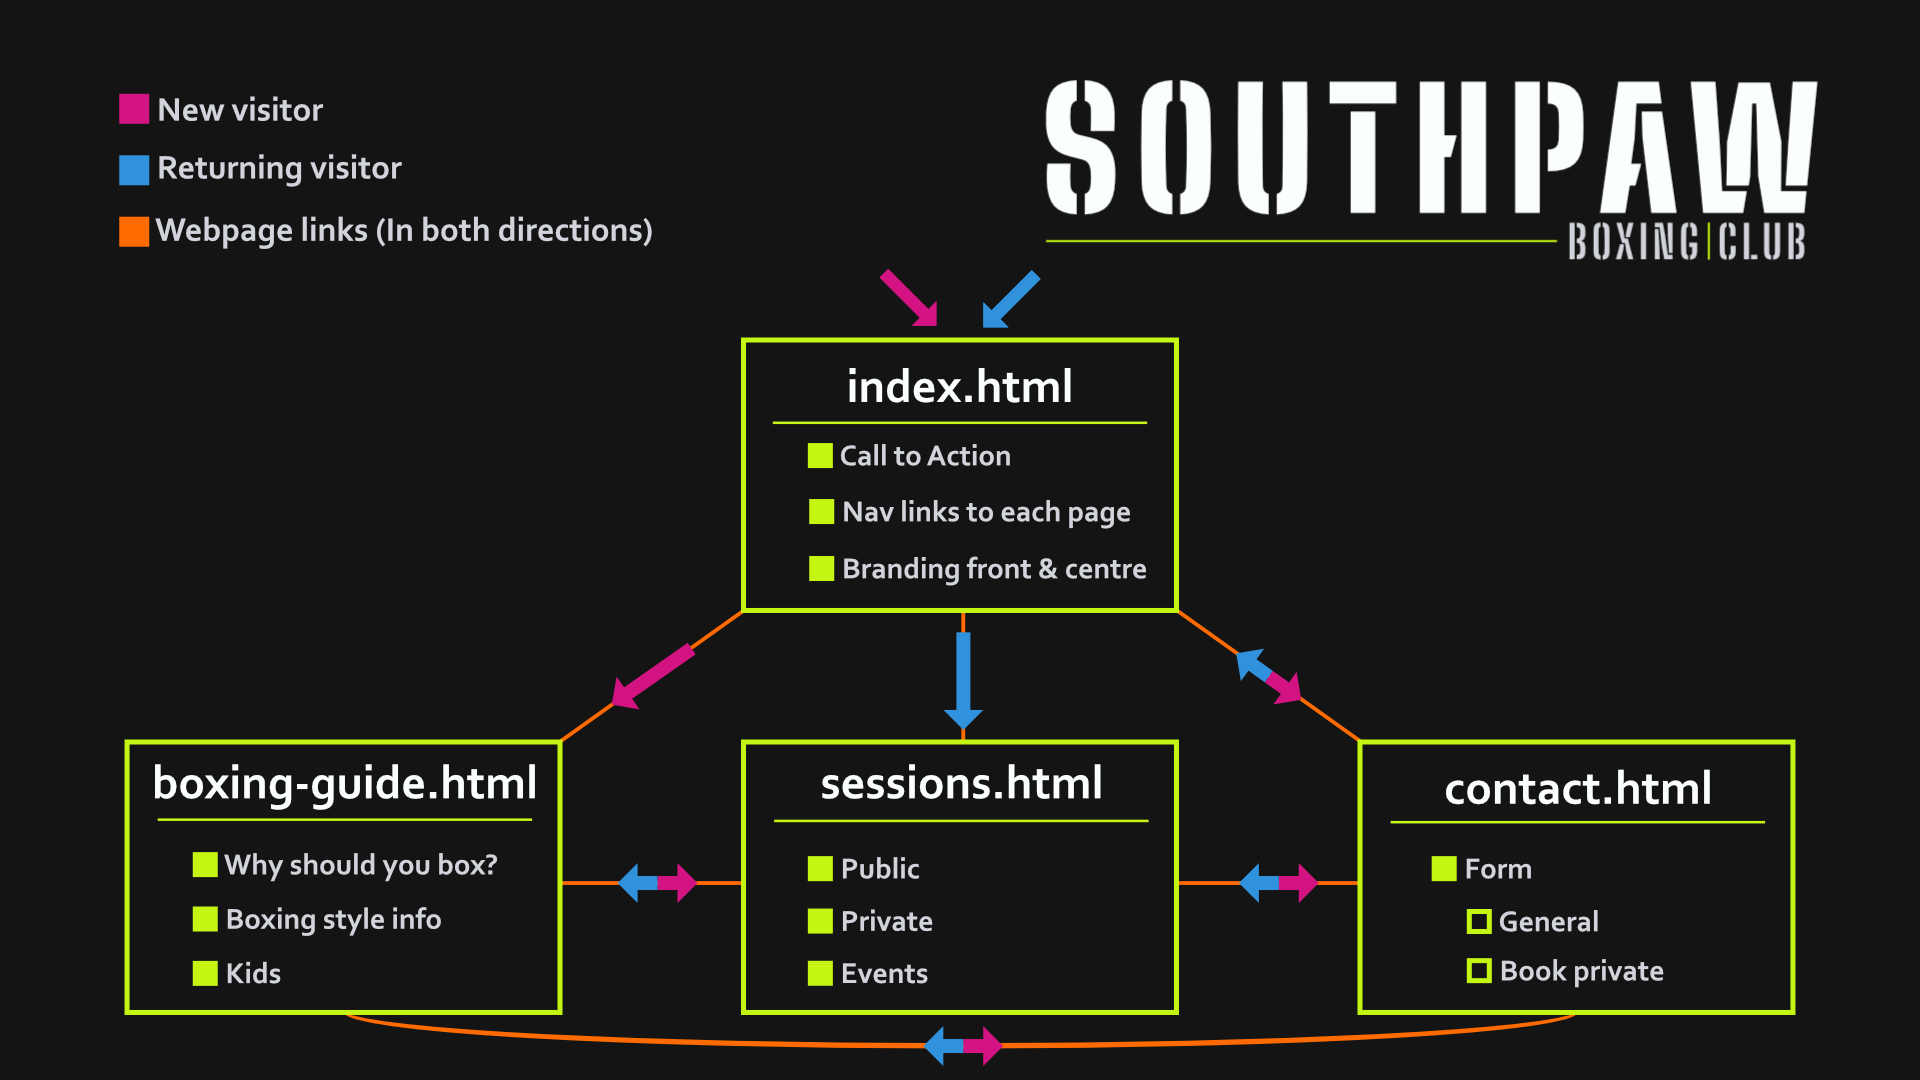 New visitor
Returning visitor
Webpage links (In both directions)
SOUTHPAW
BOXING|CLUB
index.html
Call to Action
Nav links to each page
Branding front & centre
boxing-guide.html
Why should you box?
Boxing style info
Kids
sessions.html
Public
Private
Events
contact.html
Form
General
Book private